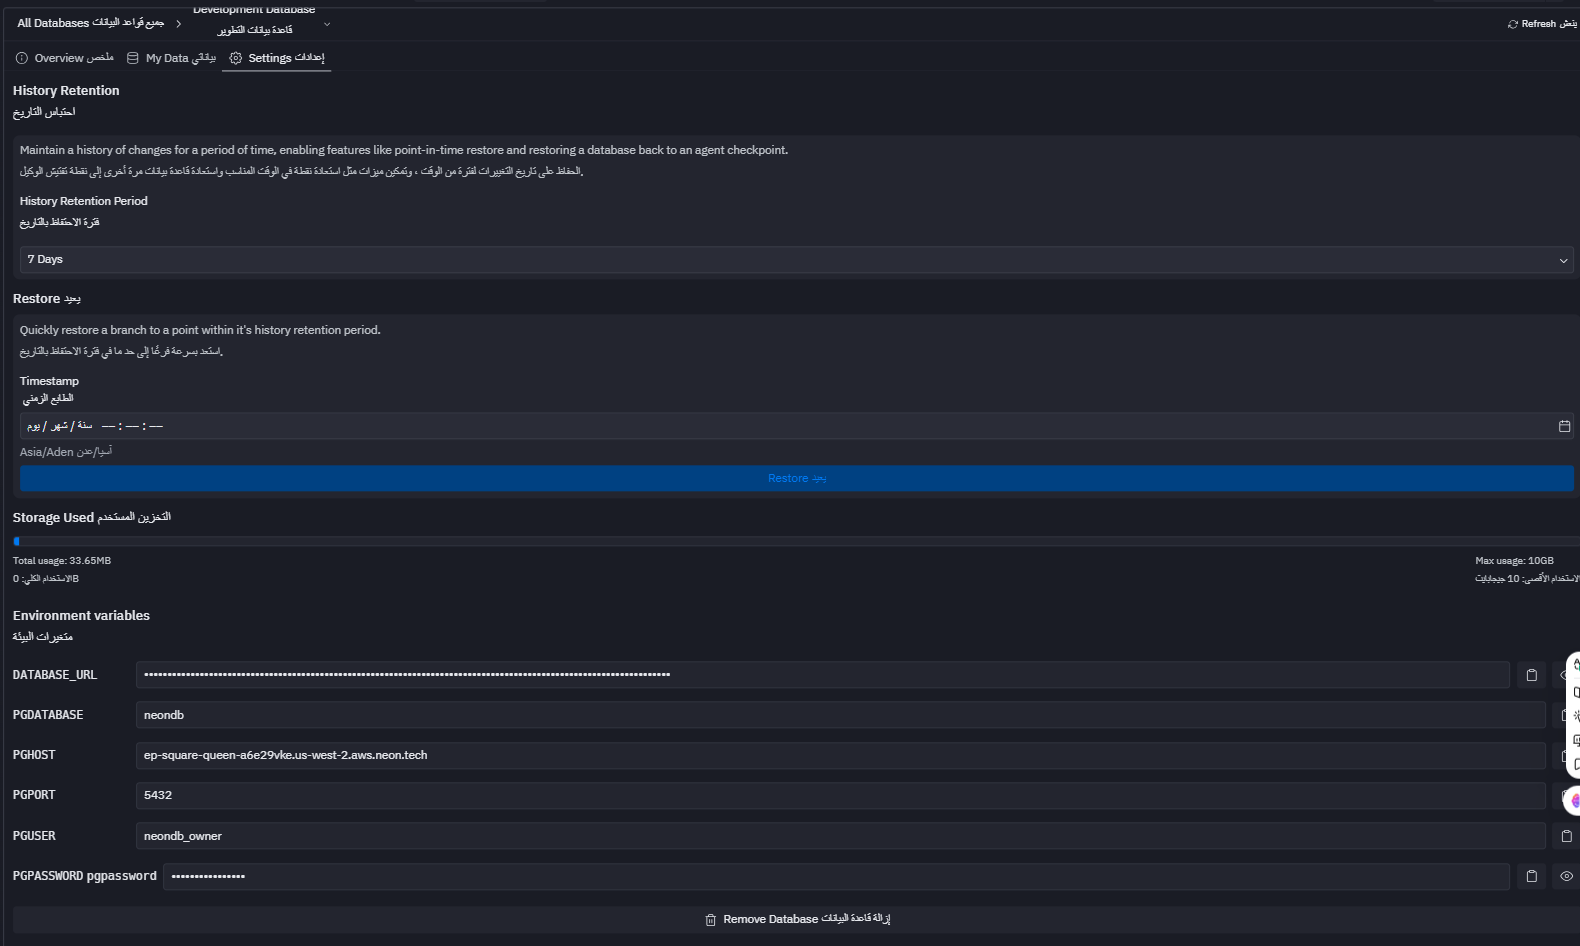 All Databases جميع قواعد البيانات
Development Database
قاعدة بيانات التطوير
Refresh ينعش
Overview ملخص
My Data بياناتي
Settings إعدادات
History Retention
احتباس التاريخ
Maintain a history of changes for a period of time, enabling features like point-in-time restore and restoring a database back to an agent checkpoint.
الحفاظ على تاريخ التغييرات لفترة من الوقت ، وتمكين ميزات مثل استعادة نقطة في الوقت المناسب واستعادة قاعدة بيانات مرة أخرى إلى نقطة تفتيش الوكيل.
History Retention Period
فترة الاحتفاظ بالتاريخ
7 Days
Restore يعيد
Quickly restore a branch to a point within it's history retention period.
استعد بسرعة فرعًا إلى حد ما في فترة الاحتفاظ بالتاريخ.
Timestamp
الطابع الزمني
يوم / شهر / سنة -- : -- : --
Asia/Aden آسيا/عدن
Restore يعيد
Storage Used التخزين المستخدم
Total usage: 33.65MB
الاستخدام الكلي: 0B
Max usage: 10GB
الاستخدام الأقصى: 10 جيجابايت
Environment variables
متغيرات البيئة
DATABASE_URL
PGDATABASE neondb
PGHOST ep-square-queen-a6e29vke.us-west-2.aws.neon.tech
PGPORT 5432
PGUSER neondb_owner
PGPASSWORD pgpassword
Remove Database إزالة قاعدة البيانات